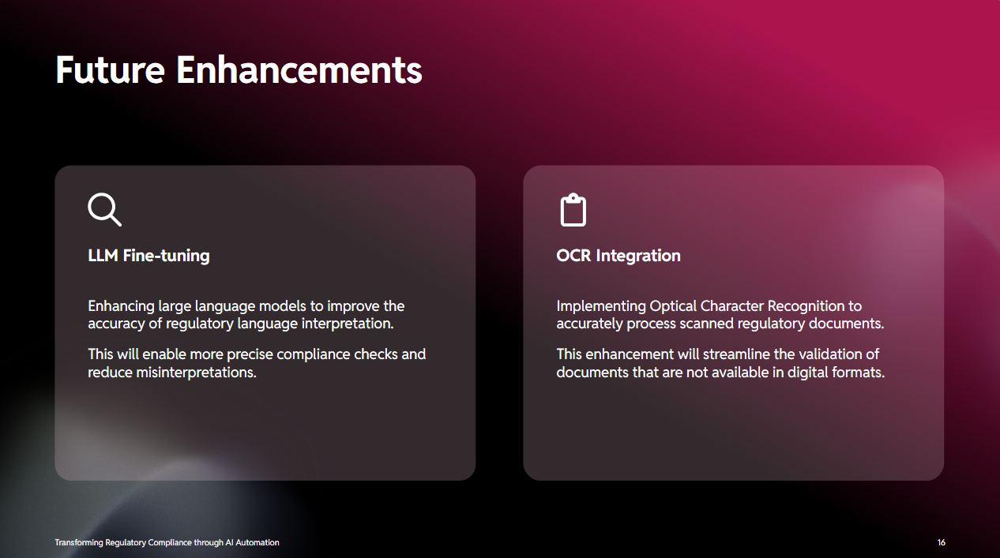 Future Enhancements
LLM Fine-tuning
Enhancing large language models to improve the
accuracy of regulatory language interpretation.
This will enable more precise compliance checks and
reduce misinterpretations.
OCR Integration
Implementing Optical Character Recognition to
accurately process scanned regulatory documents.
This enhancement will streamline the validation of
documents that are not available in digital formats.
Transforming Regulatory Compliance through AI Automation
16